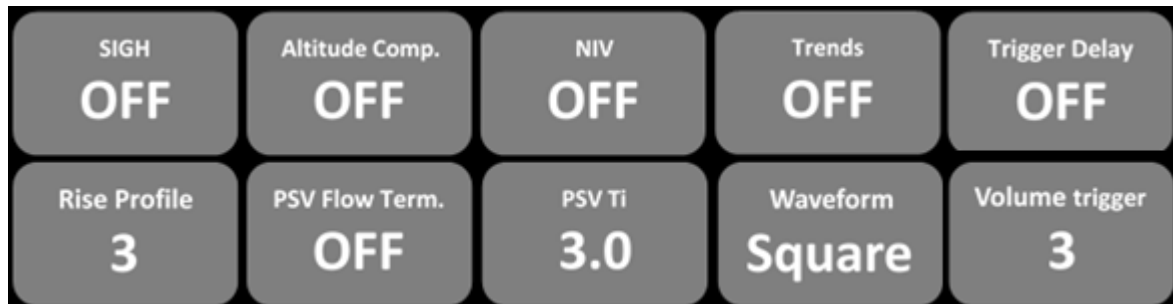 SIGH
OFF
Altitude Comp.
OFF
NIV
OFF
Trends
OFF
Trigger Delay
OFF
Rise Profile
3
PSV Flow Term.
OFF
PSV Ti
3.0
Waveform
Square
Volume trigger
3